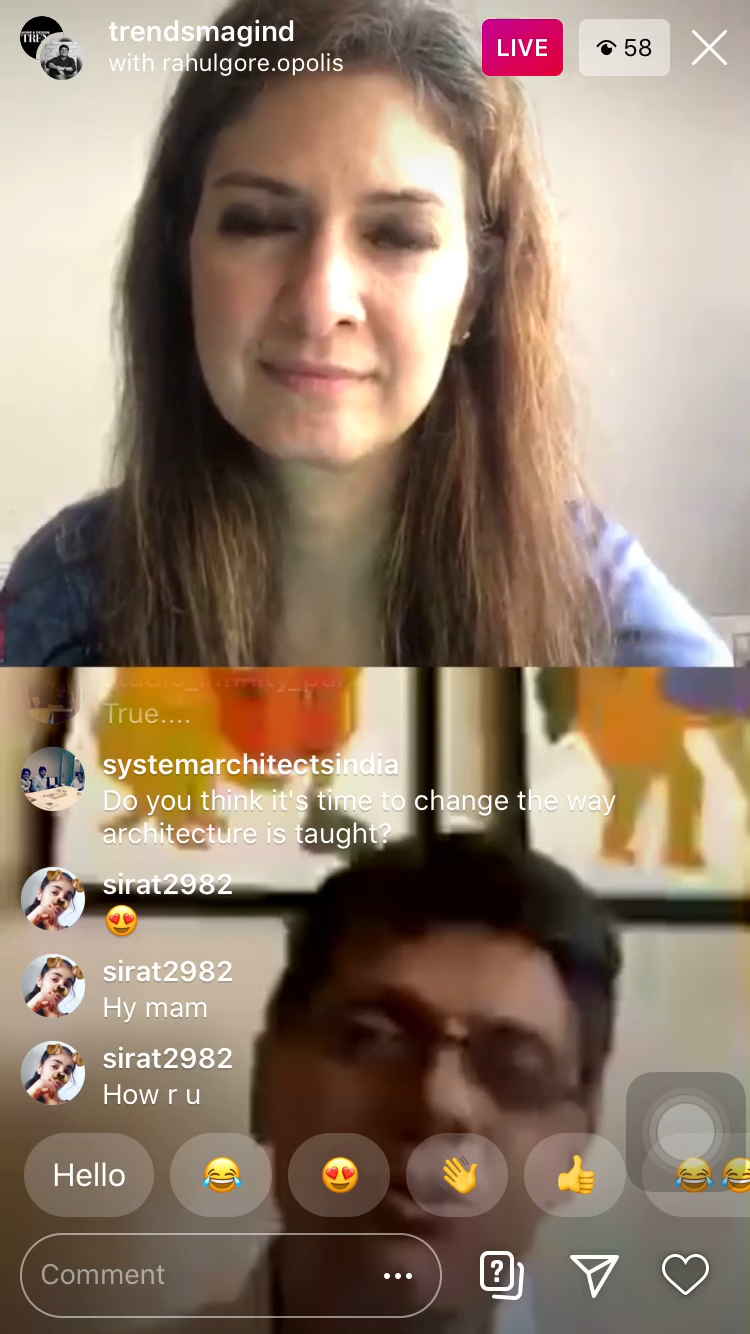 trendsmagind
with rahulgore.opolis
LIVE
58
True....
systemarchitectsindia
Do you think it's time to change the way
architecture is taught?
sirat2982
😍
sirat2982
Hy mam
sirat2982
How r u
Hello 😂 😍 👋 👍 😂 😂
Comment